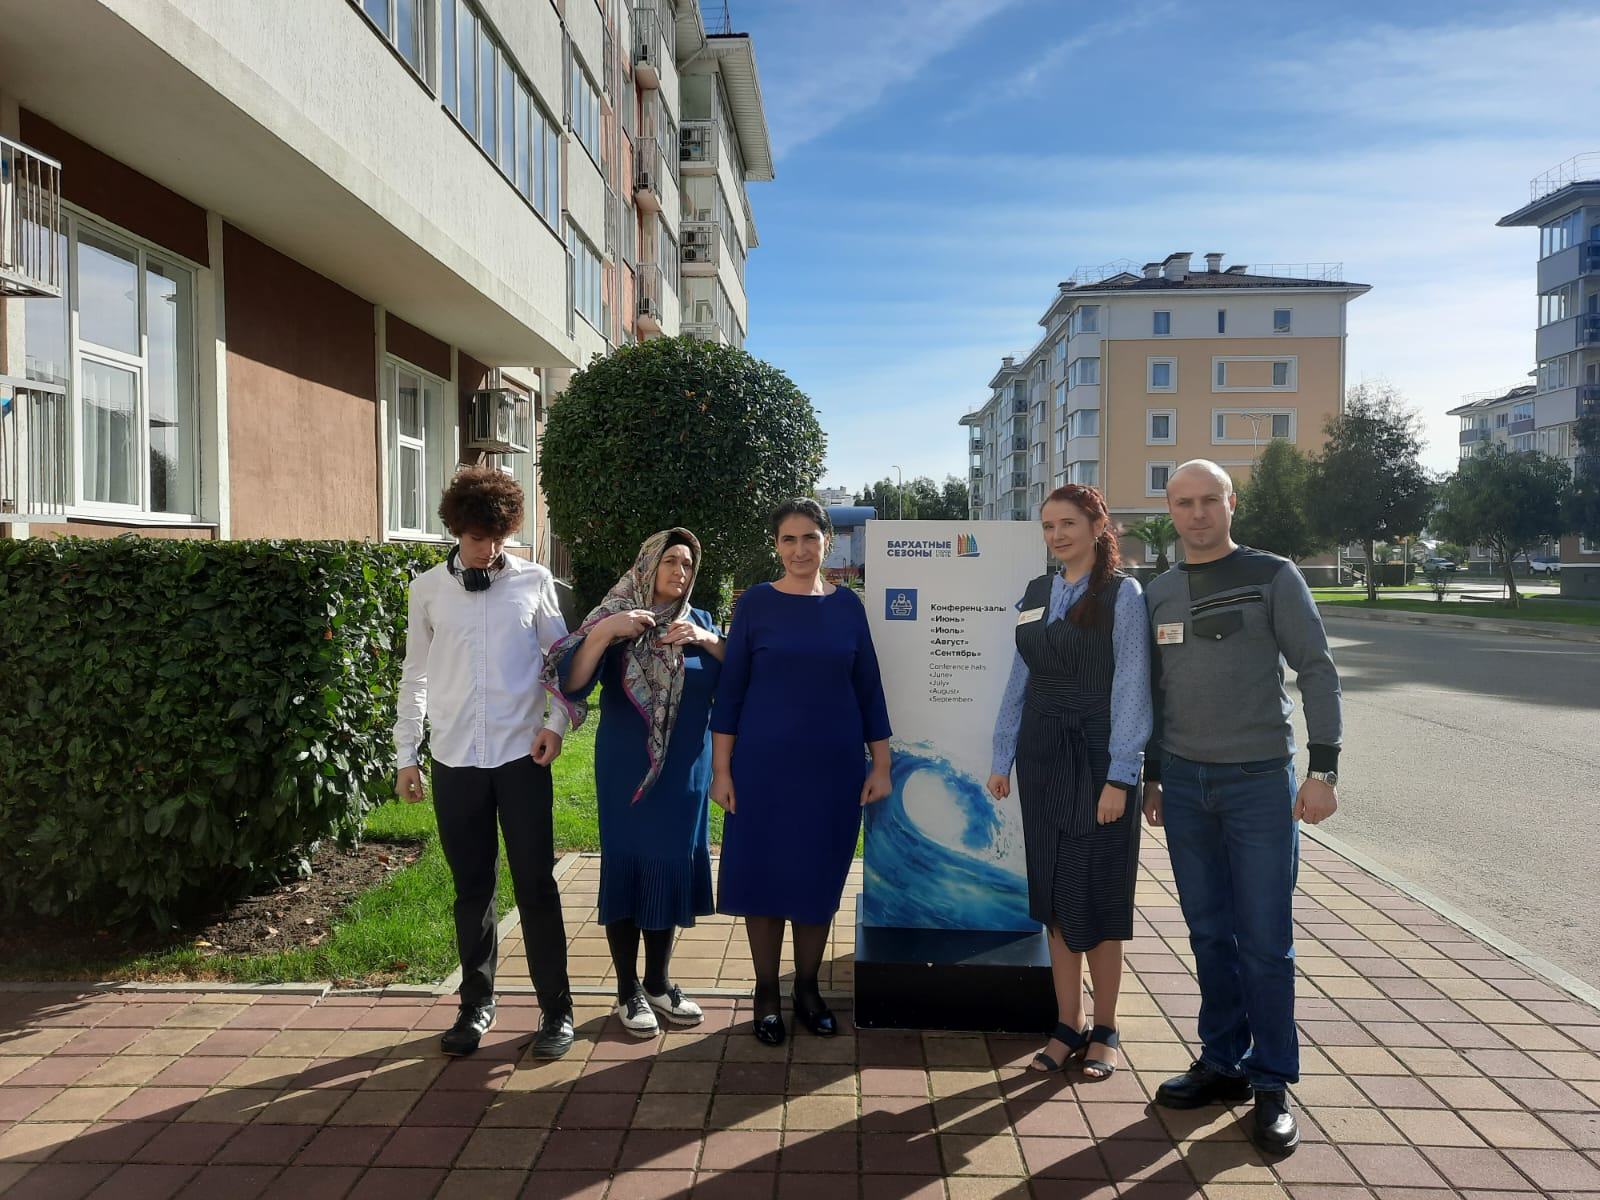 БАРХАТНЫЕ
СЕЗОНЫ
Конференц-залы
«Июнь»
«Июль»
«Август»
«Сентябрь»
Conference halls
«June»
«July»
«August»
«September»